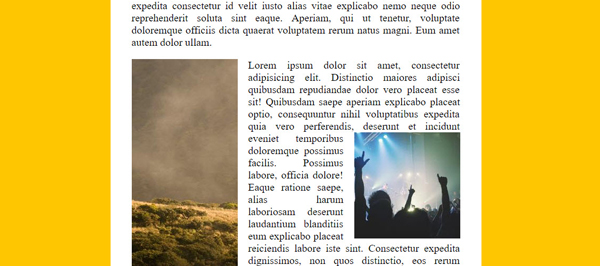 expedita consectetur id velit iusto alias vitae explicabo nemo neque odio
reprehenderit soluta sint eaque. Aperiam, qui ut tenetur, voluptate
doloremque officiis dicta quaerat voluptatem rerum natus magni. Eum amet
autem dolor ullam.
Lorem ipsum dolor sit amet, consectetur
adipisicing elit. Distinctio maiores adipisci
quibusdam repudiandae dolor vero placeat esse
sit! Quibusdam saepe aperiam explicabo placeat
optio, consequuntur nihil voluptatibus expedita
quia vero perferendis, deserunt et incidunt
eveniet temporibus
doloremque possimus
facilis. Possimus
labore, officia dolore!
Eaque ratione saepe,
alias harum
laboriosam deserunt
laudantium blanditiis
eum explicabo placeat
reiciendis labore iste sint. Consectetur expedita
dignissimos, non quos distinctio, eos rerum